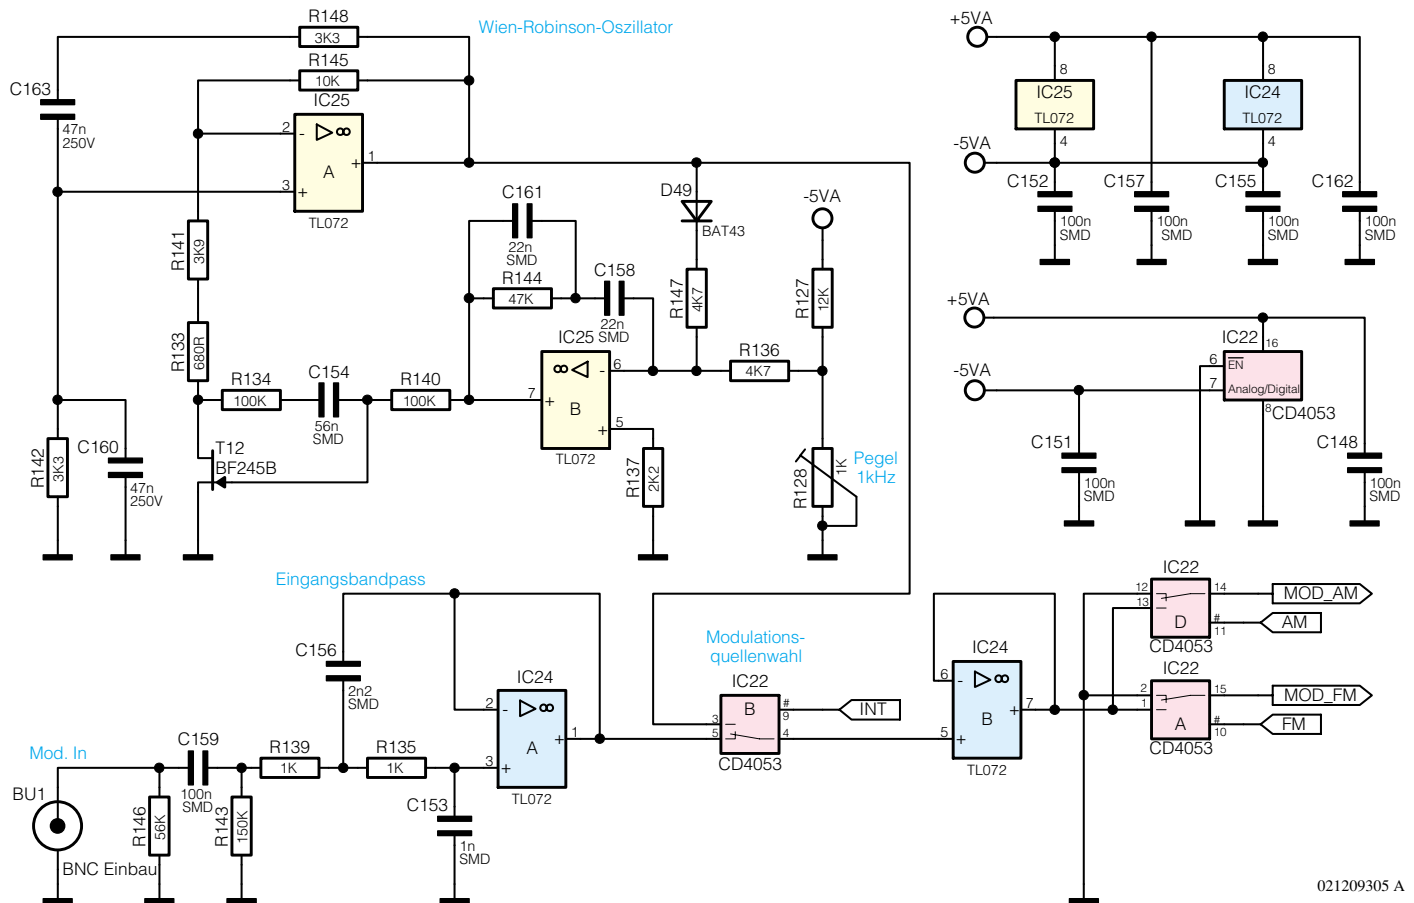 Wien-Robinson-Oszillator
R148
3K3
R145
10K
IC25
C163
47n
250V
2
-
∞
A
+
1
3
+
TL072
R141
3K9
R133
680R
R134
100K
C154
56n
SMD
R140
100K
T12
BF245B
R142
3K3
C160
47n
250V
C161
22n
SMD
R144
47K
C158
22n
SMD
IC25
∞
-
6
7
+
B
5
+
TL072
R137
2K2
D49
BAT43
R147
4K7
R136
4K7
-5VA
R127
12K
R128
1K
Pegel
1kHz
+5VA
8
IC25
TL072
4
8
IC24
TL072
4
-5VA
C152
100n
SMD
C157
100n
SMD
C155
100n
SMD
C162
100n
SMD
+5VA
IC22
16
6
EN
-5VA
7
Analog/Digital
8
CD4053
C151
100n
SMD
C148
100n
SMD
Eingangsbandpass
C156
2n2
SMD
IC24
2
-
∞
A
+
1
3
+
TL072
Mod. In
BU1
BNC Einbau
R146
56K
C159
100n
SMD
R143
150K
R139
1K
R135
1K
C153
1n
SMD
Modulations-
quellenwahl
IC22
B
#
9
INT
3
5
4
CD4053
IC24
6
-
∞
B
+
7
5
+
TL072
IC22
12
13
14
MOD_AM
D
#
11
AM
CD4053
IC22
2
1
15
MOD_FM
A
#
10
FM
CD4053
021209305 A